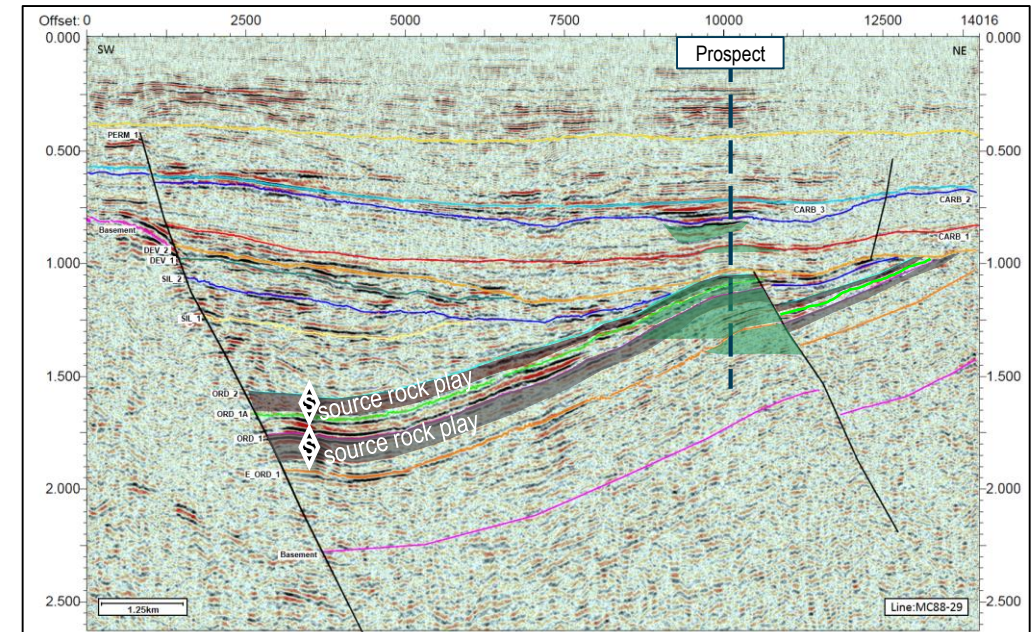 Offset: 0 2500 5000 7500 10000 12500 14016
0.000 0.000
SW
NE
Prospect
PERM_1
0.500 0.500
CARB_2
CARB_3
Basement
CARB_1
DEV_2
DEV_1
1.000 1.000
SIL_2
SIL_1
1.500 1.500
ORD_2
S source rock play
ORD_1A
ORD_1
S source rock play
E_ORD_1
2.000 2.000
Basement
2.500 2.500
1.25km
Line:MC88-29